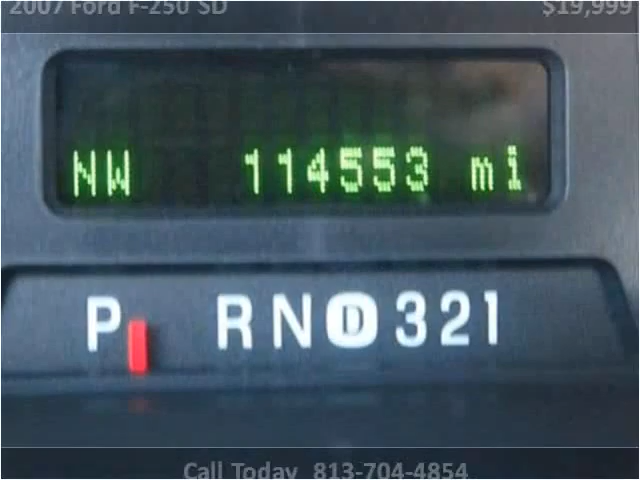 2007 Ford F-250 SD $19,999
NW 114553 mi
P R N D 3 2 1
Call Today 813-704-4854